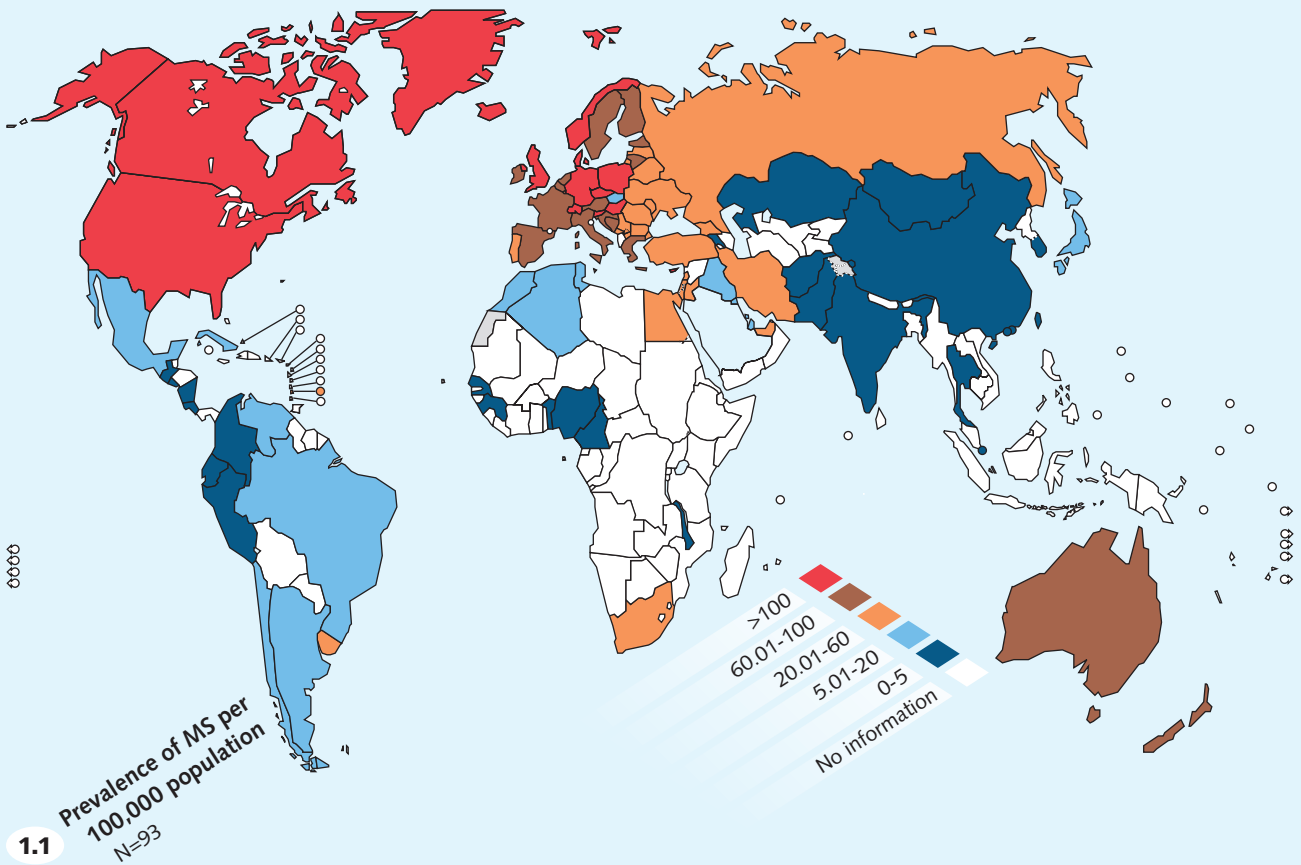 >100
60.01-100
20.01-60
5.01-20
0-5
No information
Prevalence of MS per
100,000 population
N=93
1.1